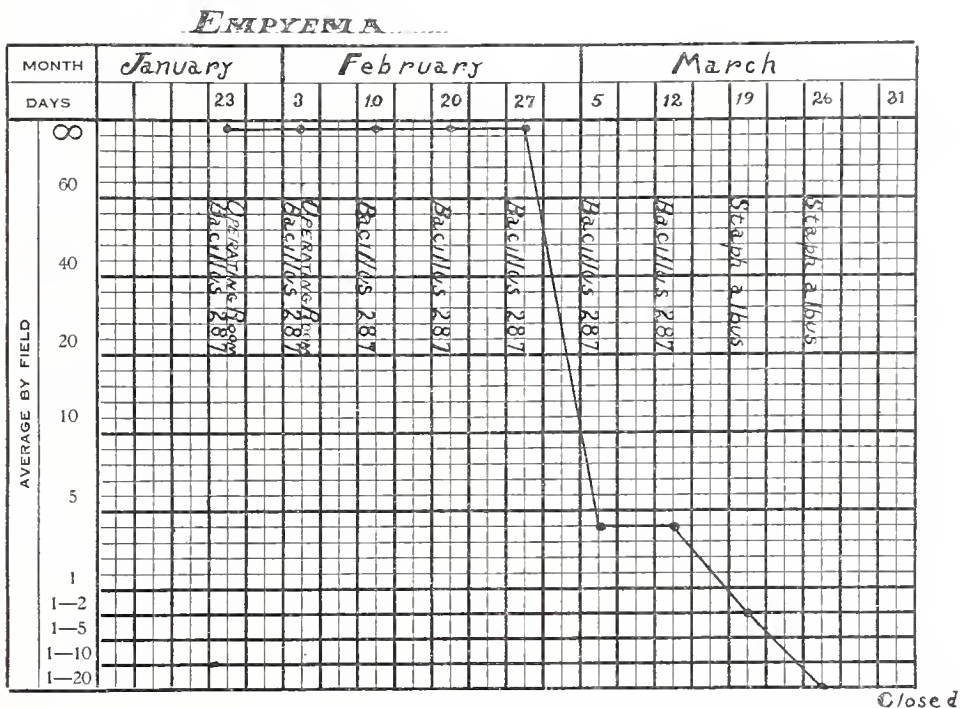 EMPYEMA
MONTH January February March
DAYS 23 3 10 20 27 5 12 19 26 31
AVERAGE BY FIELD
∞
60
40
20
10
5
1
1—2
1—5
1—10
1—20
OPERATING ROOM
Bacillus 287
OPERATING ROOM
Bacillus 287
Bacillus 287
Bacillus 287
Bacillus 287
Bacillus 287
Bacillus 287
Staph albus
Staph albus
Closed